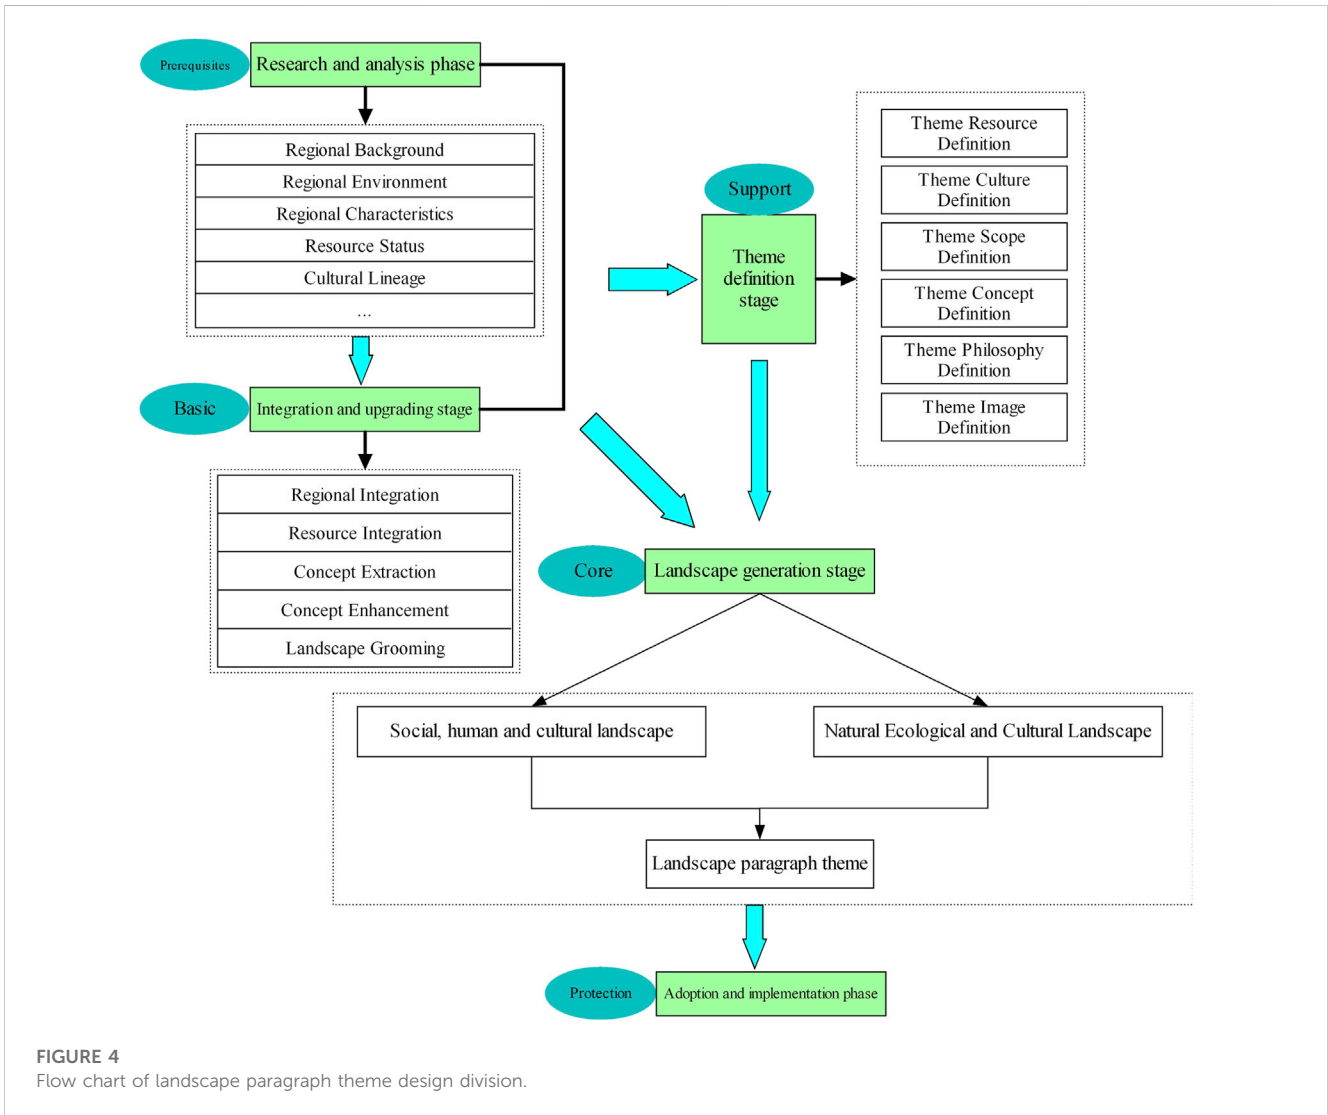 Prerequisites
Research and analysis phase
Regional Background
Regional Environment
Regional Characteristics
Resource Status
Cultural Lineage
...
Basic
Integration and upgrading stage
Regional Integration
Resource Integration
Concept Extraction
Concept Enhancement
Landscape Grooming
Support
Theme
definition
stage
Theme Resource
Definition
Theme Culture
Definition
Theme Scope
Definition
Theme Concept
Definition
Theme Philosophy
Definition
Theme Image
Definition
Core
Landscape generation stage
Social, human and cultural landscape
Natural Ecological and Cultural Landscape
Landscape paragraph theme
Protection
Adoption and implementation phase
FIGURE 4
Flow chart of landscape paragraph theme design division.